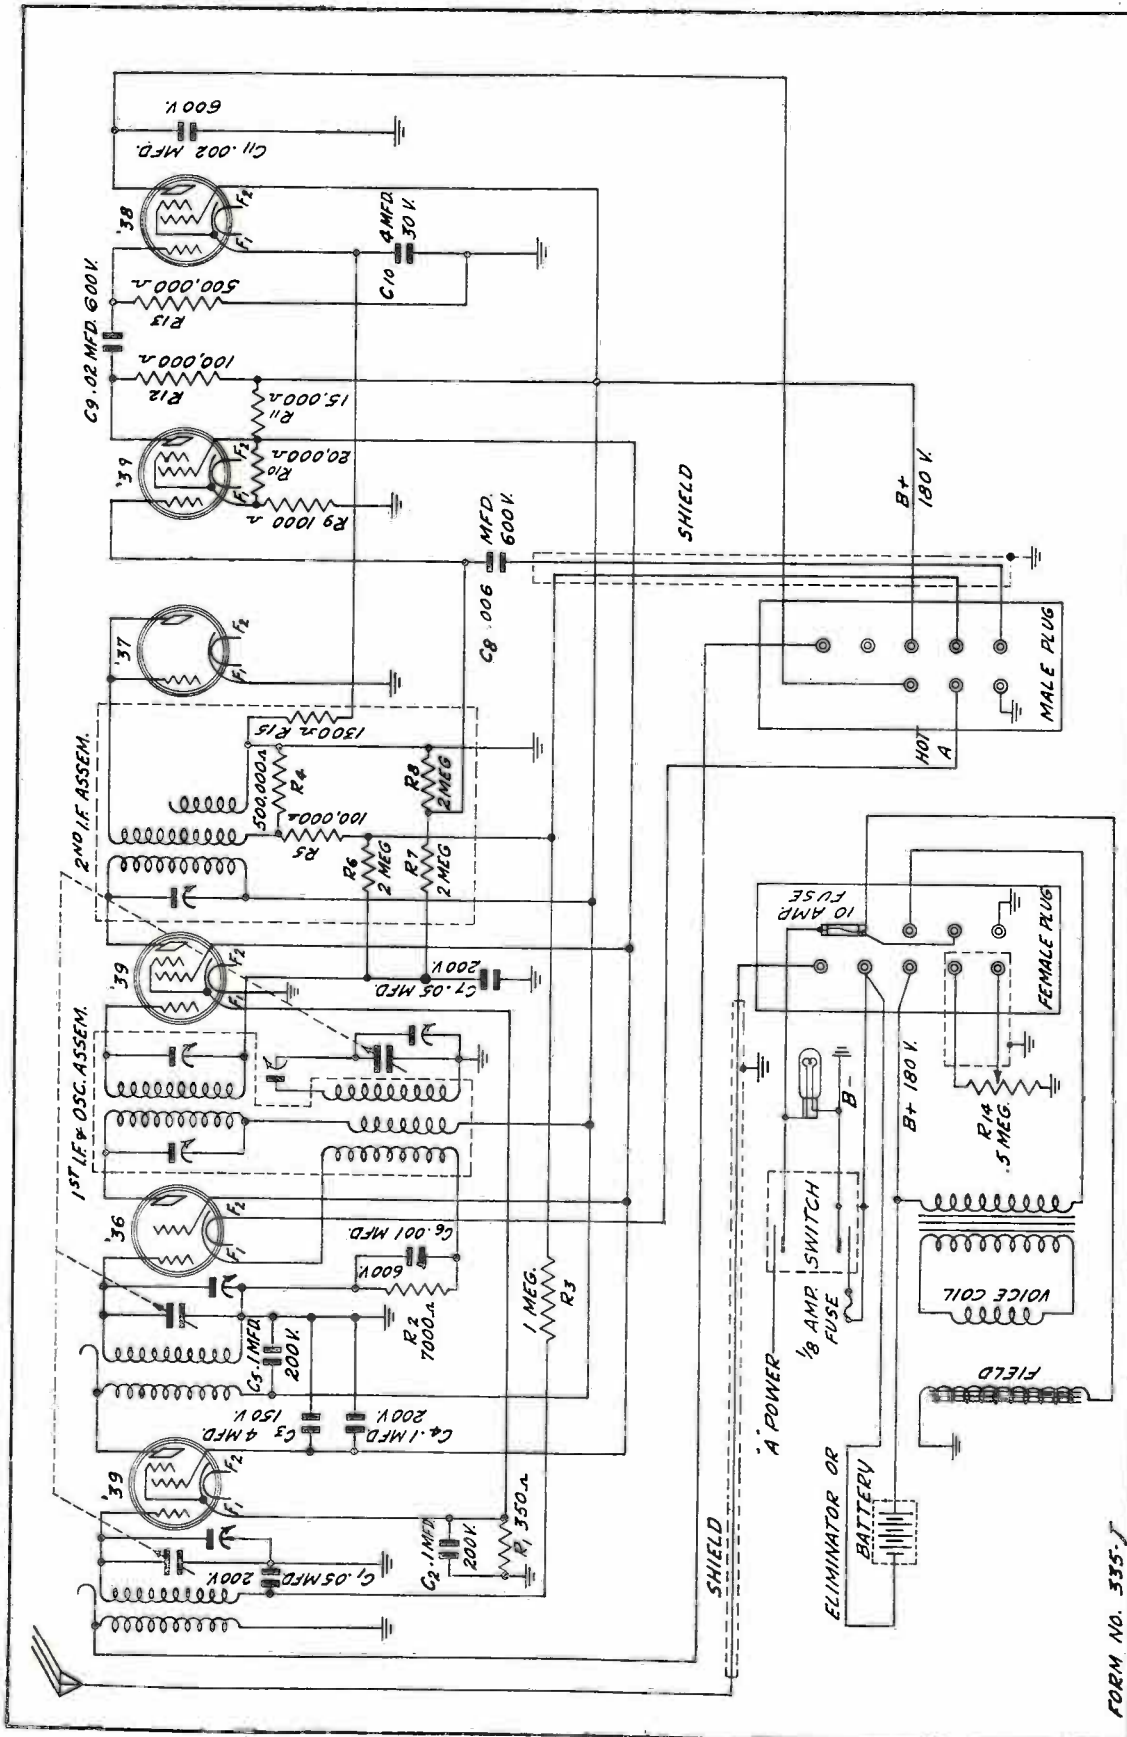 '39
'36
'39
'37
'39
'38
1ST I.F. & OSC. ASSEM.
2ND I.F. ASSEM.
C9 .02 MFD. 600V.
C11 .002 MFD.
600 V.
R13
500,000 Ω
R12
100,000 Ω
R11
15,000 Ω
R10
20,000 Ω
R9 1000 Ω
C10
4 MFD.
30 V.
F1
F2
F1
F2
F1
F2
F1
F2
F1
F2
F1
F2
R15
1300 Ω
R4
500,000 Ω
R5
100,000 Ω
R6
2 MEG
R7
2 MEG
R8
2 MEG
C8 .006
MFD.
600 V.
C7 .05 MFD.
200 V.
C6 .001 MFD
600 V.
R2
7000 Ω
C5 .1 MFD.
200 V.
C3
4 MFD.
150 V.
C4 .1 MFD
200 V.
C1 .05 MFD
200 V.
C2 .1 MFD.
200 V.
R1 350 Ω
1 MEG.
R3
SHIELD
B+
180 V.
MALE PLUG
HOT
A
SHIELD
FEMALE PLUG
10 AMP.
FUSE
B-
B+ 180 V.
R14
.5 MEG.
SWITCH
"A" POWER
1/8 AMP.
FUSE
VOICE COIL
FIELD
ELIMINATOR OR
BATTERY
FORM NO. 335-J